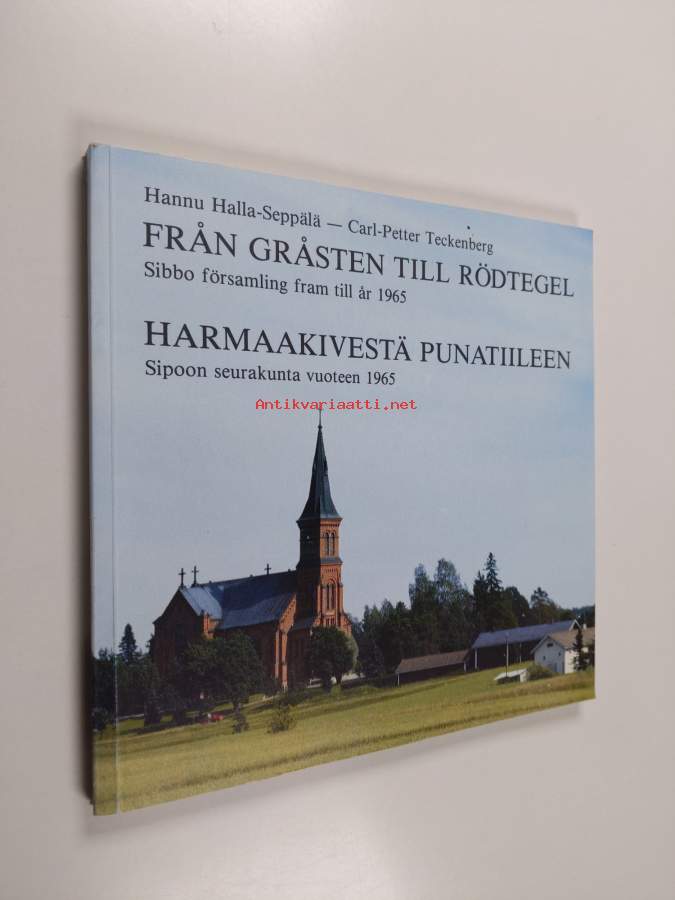 Hannu Halla-Seppälä — Carl-Petter Teckenberg
FRÅN GRÅSTEN TILL RÖDTEGEL
Sibbo församling fram till år 1965
HARMAAKIVESTÄ PUNATIILEEN
Sipoon seurakunta vuoteen 1965
Antikvariaatti.net